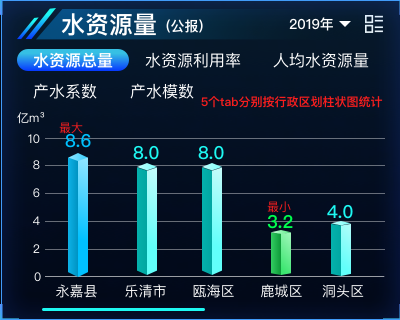 水资源量 (公报) 2019年
水资源总量 水资源利用率 人均水资源量
产水系数 产水模数
5个tab分别按行政区划柱状图统计
亿m³
最大
8.6
8.0
8.0
最小
3.2
4.0
10
8
6
4
2
0
永嘉县 乐清市 瓯海区 鹿城区 洞头区